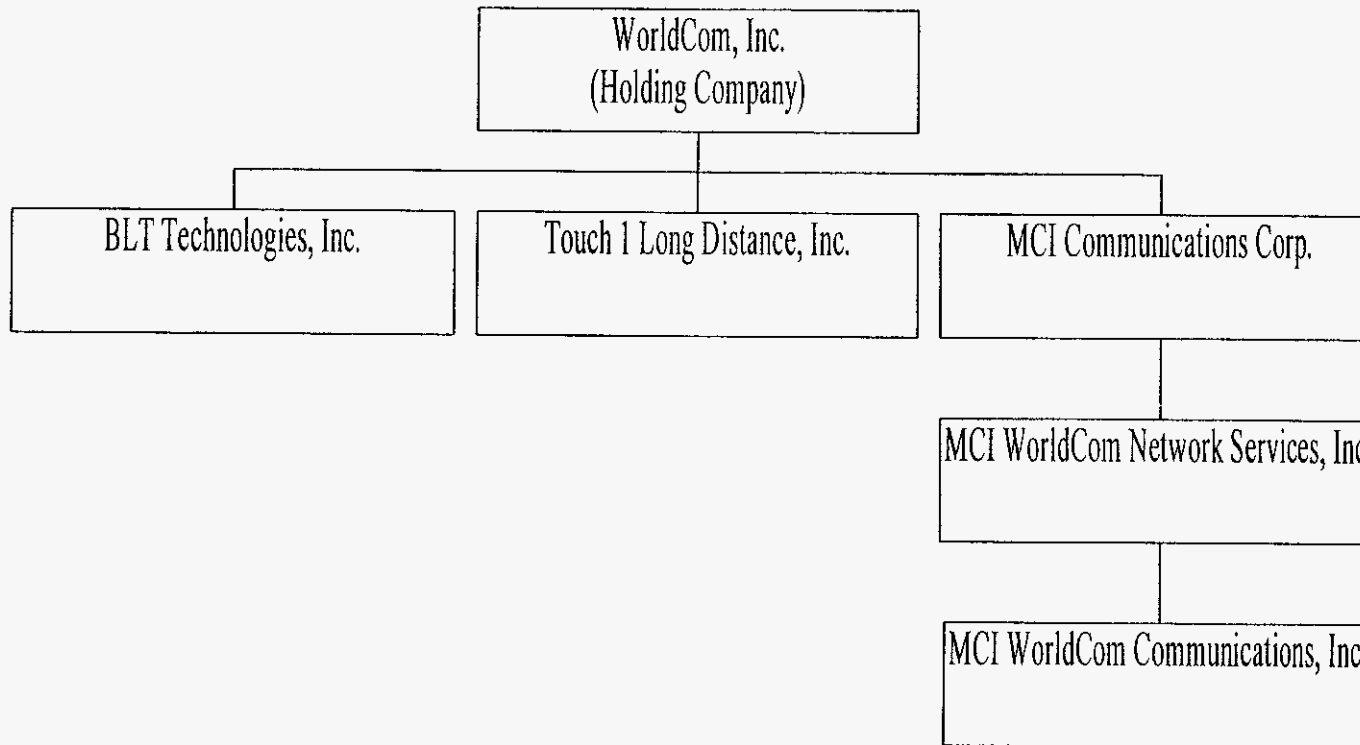 WorldCom, Inc.
(Holding Company)
BLT Technologies, Inc.
Touch 1 Long Distance, Inc.
MCI Communications Corp.
MCI WorldCom Network Services, Inc
MCI WorldCom Communications, Inc